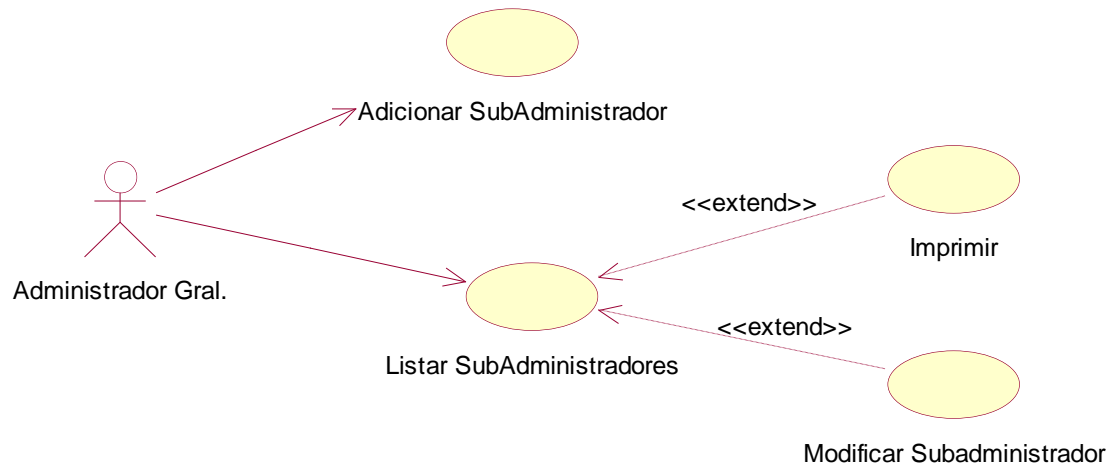 Adicionar SubAdministrador
<<extend>>
Imprimir
Administrador Gral.
<<extend>>
Listar SubAdministradores
Modificar Subadministrador